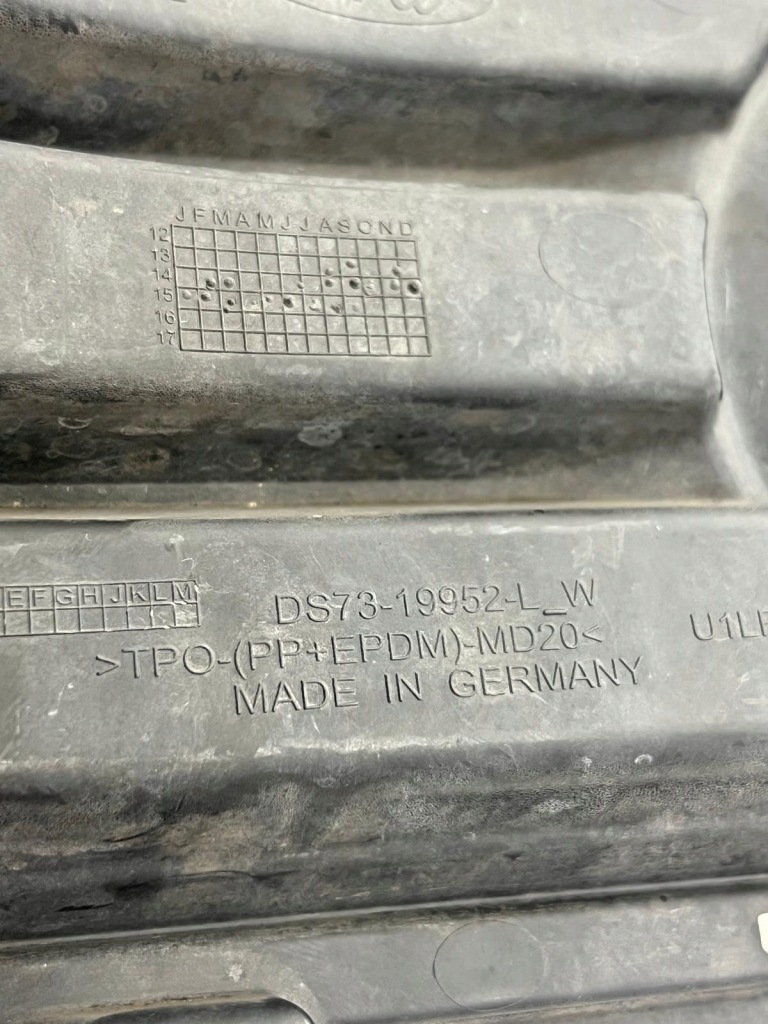 JFMAMJJASOND
12
13
14
15
16
17
EFGHJKLM
DS73-19952-L_W
>TPO-(PP+EPDM)-MD20<
MADE IN GERMANY